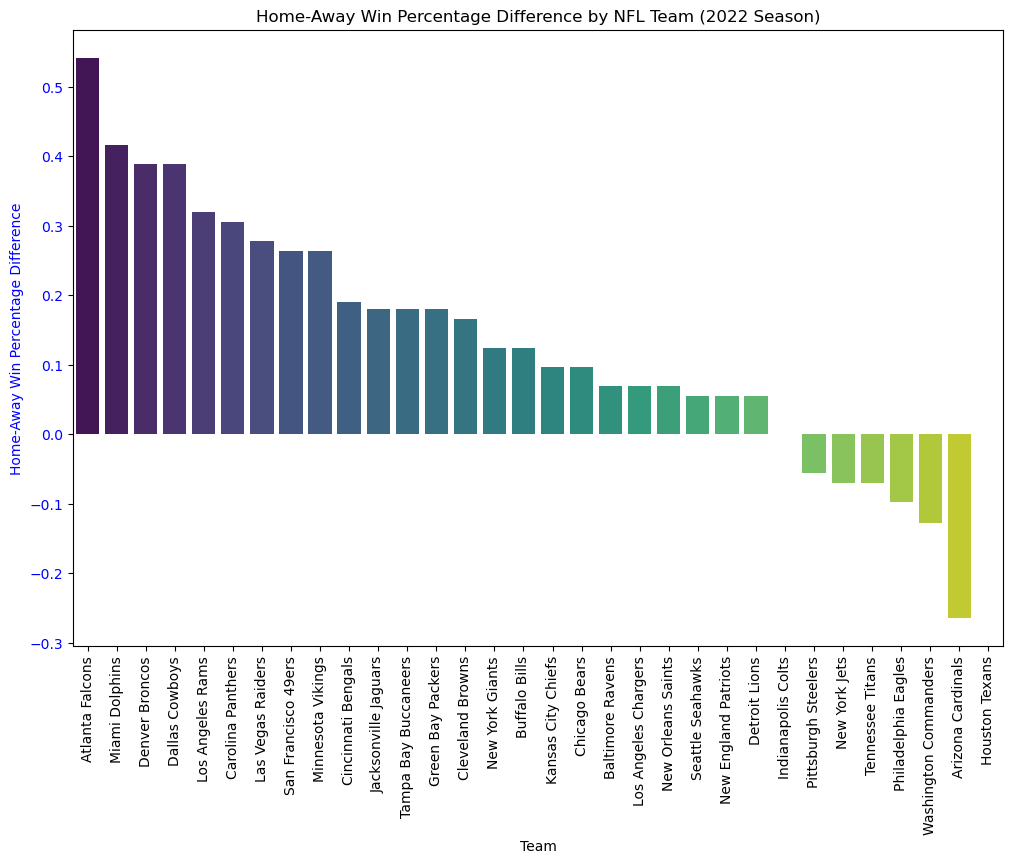 Home-Away Win Percentage Difference by NFL Team (2022 Season)
Home-Away Win Percentage Difference
0.5
0.4
0.3
0.2
0.1
0.0
−0.1
−0.2
−0.3
Atlanta Falcons
Miami Dolphins
Denver Broncos
Dallas Cowboys
Los Angeles Rams
Carolina Panthers
Las Vegas Raiders
San Francisco 49ers
Minnesota Vikings
Cincinnati Bengals
Jacksonville Jaguars
Tampa Bay Buccaneers
Green Bay Packers
Cleveland Browns
New York Giants
Buffalo Bills
Kansas City Chiefs
Chicago Bears
Baltimore Ravens
Los Angeles Chargers
New Orleans Saints
Seattle Seahawks
New England Patriots
Detroit Lions
Indianapolis Colts
Pittsburgh Steelers
New York Jets
Tennessee Titans
Philadelphia Eagles
Washington Commanders
Arizona Cardinals
Houston Texans
Team